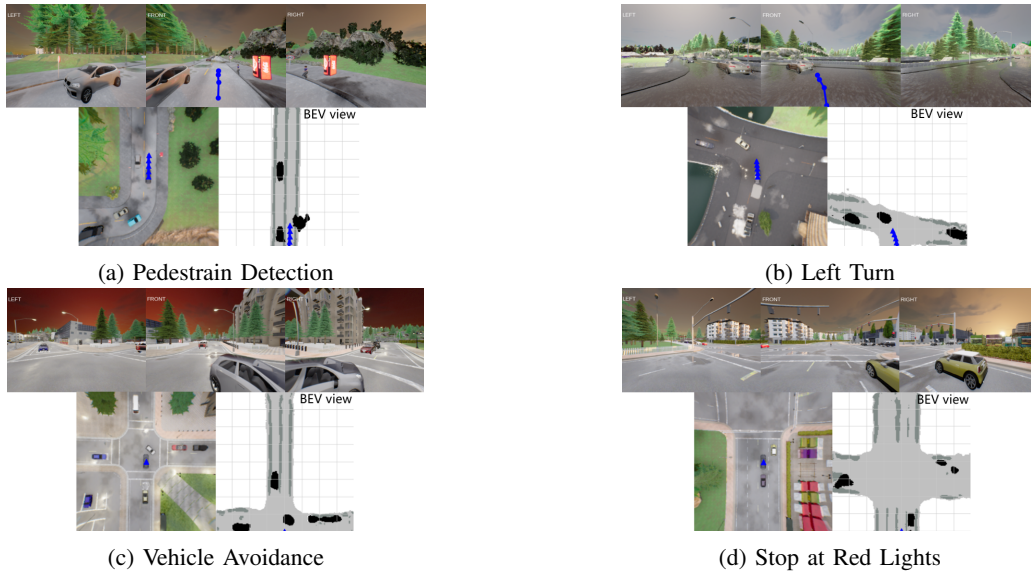 LEFT FRONT RIGHT
BEV view
(a) Pedestrain Detection
LEFT FRONT RIGHT
BEV view
(b) Left Turn
LEFT FRONT RIGHT
BEV view
(c) Vehicle Avoidance
LEFT FRONT RIGHT
BEV view
(d) Stop at Red Lights